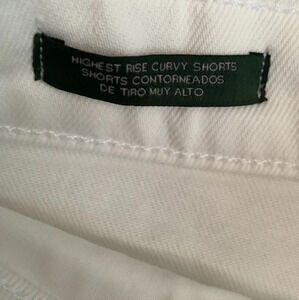 HIGHEST RISE CURVY SHORTS
SHORTS CONTORNEADOS
DE TIRO MUY ALTO